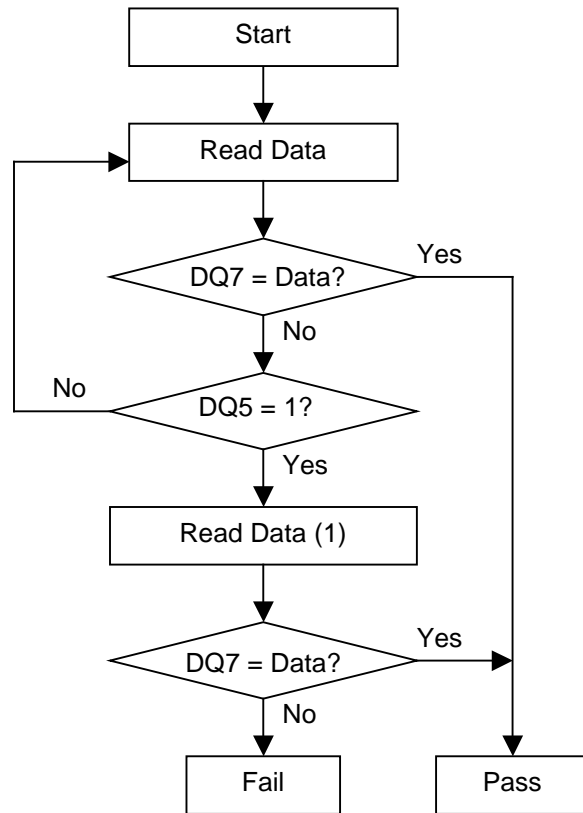 Start
Read Data
DQ7 = Data?
Yes
No
DQ5 = 1?
No
Yes
Read Data (1)
DQ7 = Data?
Yes
No
Fail
Pass